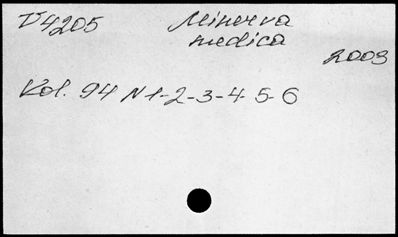 V4205
Minerva
medica
2003
Vol. 94 N 1-2-3-4-5-6